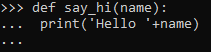 >>> def say_hi(name):
...  print('Hello '+name)
...